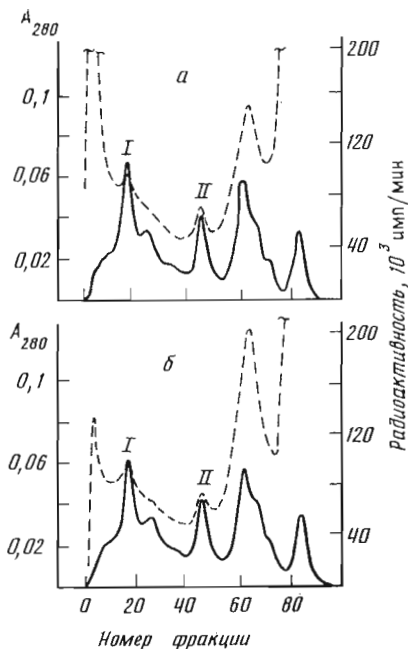 A280
200
а
0,1
I
120
0,06
II
0,02
40
A280
200
б
0,1
I
120
0,06
II
0,02
40
0 20 40 60 80
Номер фракции
Радиоактивность, 10³ имп/мин